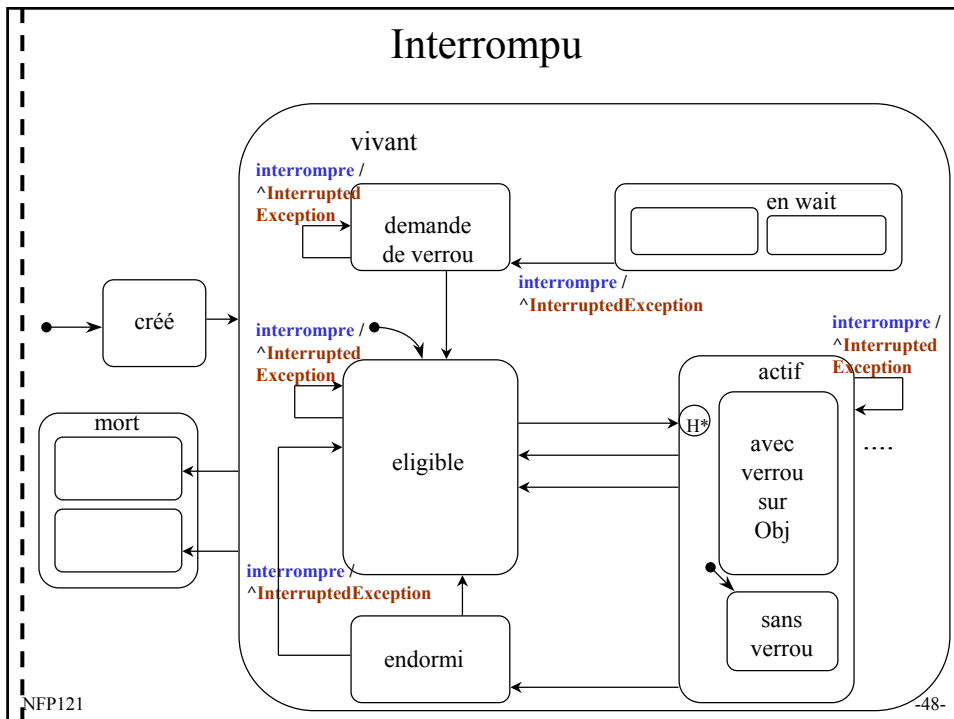 Interrompu
vivant
interrompre /
^Interrupted
Exception
demande
de verrou
en wait
interrompre /
^InterruptedException
créé
interrompre /
^Interrupted
Exception
interrompre /
^Interrupted
Exception
actif
mort
eligible
H*
avec
verrou
sur
Obj
....
interrompre /
^InterruptedException
endormi
sans
verrou
NFP121
-48-